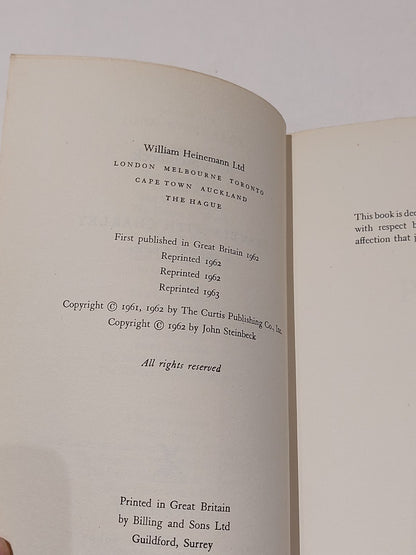 William Heinemann Ltd
LONDON MELBOURNE TORONTO
CAPE TOWN AUCKLAND
THE HAGUE
First published in Great Britain 1962
Reprinted 1962
Reprinted 1962
Reprinted 1963
Copyright © 1961, 1962 by The Curtis Publishing Co., Inc.
Copyright © 1962 by John Steinbeck
All rights reserved
Printed in Great Britain
by Billing and Sons Ltd
Guildford, Surrey
This book is
with respect
affection that